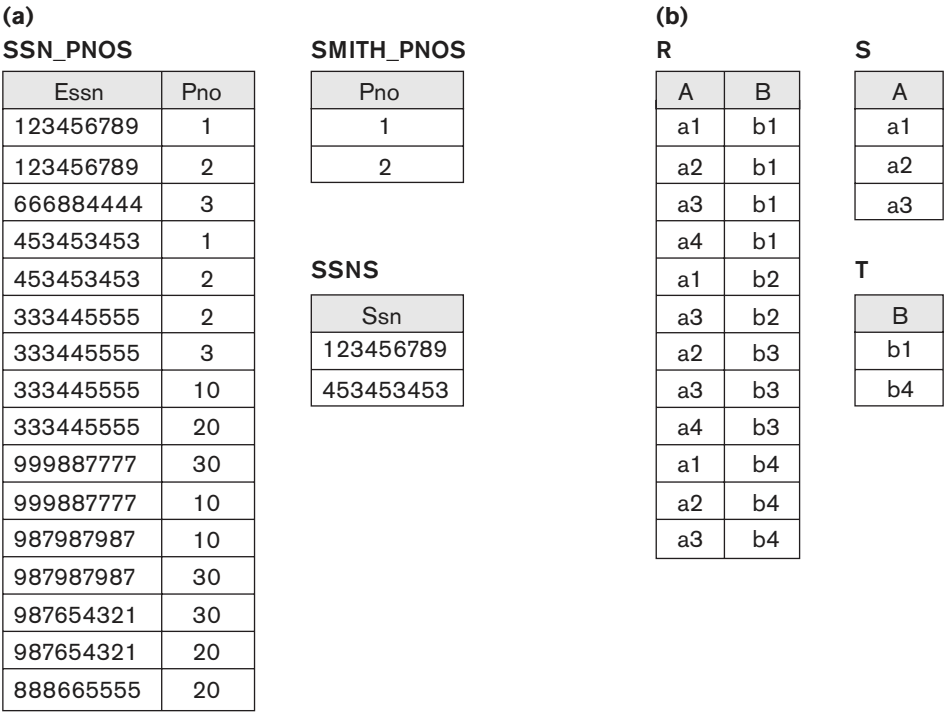 (a)
SSN_PNOS
Essn Pno
123456789 1
123456789 2
666884444 3
453453453 1
453453453 2
333445555 2
333445555 3
333445555 10
333445555 20
999887777 30
999887777 10
987987987 10
987987987 30
987654321 30
987654321 20
888665555 20
SMITH_PNOS
Pno
1
2
SSNS
Ssn
123456789
453453453
(b)
R
A B
a1 b1
a2 b1
a3 b1
a4 b1
a1 b2
a3 b2
a2 b3
a3 b3
a4 b3
a1 b4
a2 b4
a3 b4
S
A
a1
a2
a3
T
B
b1
b4